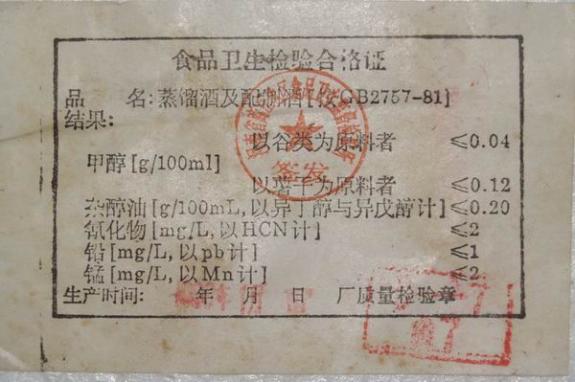 食品卫生检验合格证
品 名:蒸馏酒及配制酒[按GB2757-81]
结果:
以谷类为原料者 ≤0.04
甲醇[g/100ml]
以薯干为原料者 ≤0.12
杂醇油[g/100mL,以异丁醇与异戊醇计] ≤0.20
氰化物[mg/L,以HCN计] ≤2
铅[mg/L,以pb计] ≤1
锰[mg/L,以Mn计] ≤2
生产时间: 年 月 日 厂质量检验章
签发